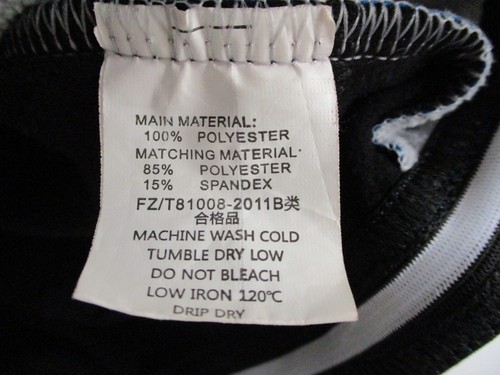 MAIN MATERIAL:
100% POLYESTER
MATCHING MATERIAL:
85% POLYESTER
15% SPANDEX
FZ/T81008-2011B类
合格品
MACHINE WASH COLD
TUMBLE DRY LOW
DO NOT BLEACH
LOW IRON 120℃
DRIP DRY